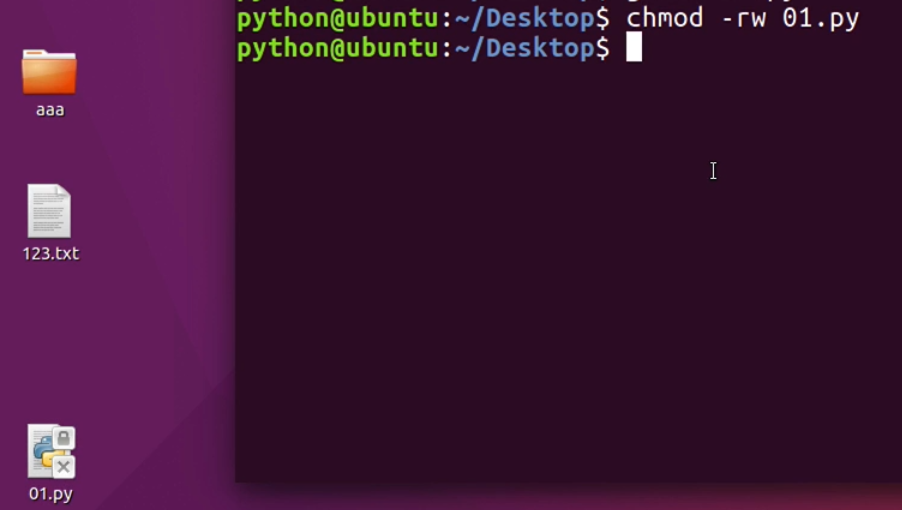 python@ubuntu:~/Desktop$ chmod -rw 01.py
python@ubuntu:~/Desktop$
aaa
123.txt
01.py